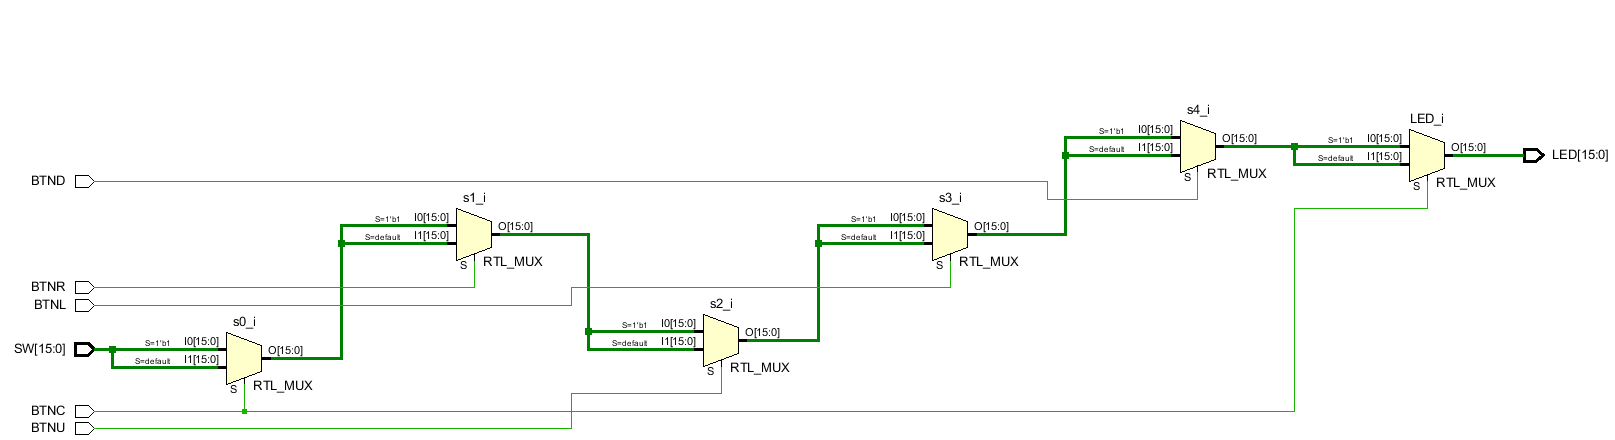 s4_i
LED_i
S=1'b1
I0[15:0]
S=default
I1[15:0]
O[15:0]
S
RTL_MUX
S=1'b1
I0[15:0]
S=default
I1[15:0]
O[15:0]
S
RTL_MUX
LED[15:0]
BTND
s1_i
S=1'b1
I0[15:0]
S=default
I1[15:0]
O[15:0]
S
RTL_MUX
s3_i
S=1'b1
I0[15:0]
S=default
I1[15:0]
O[15:0]
S
RTL_MUX
BTNR
BTNL
s2_i
S=1'b1
I0[15:0]
S=default
I1[15:0]
O[15:0]
S
RTL_MUX
s0_i
SW[15:0]
S=1'b1
I0[15:0]
S=default
I1[15:0]
O[15:0]
S
RTL_MUX
BTNC
BTNU